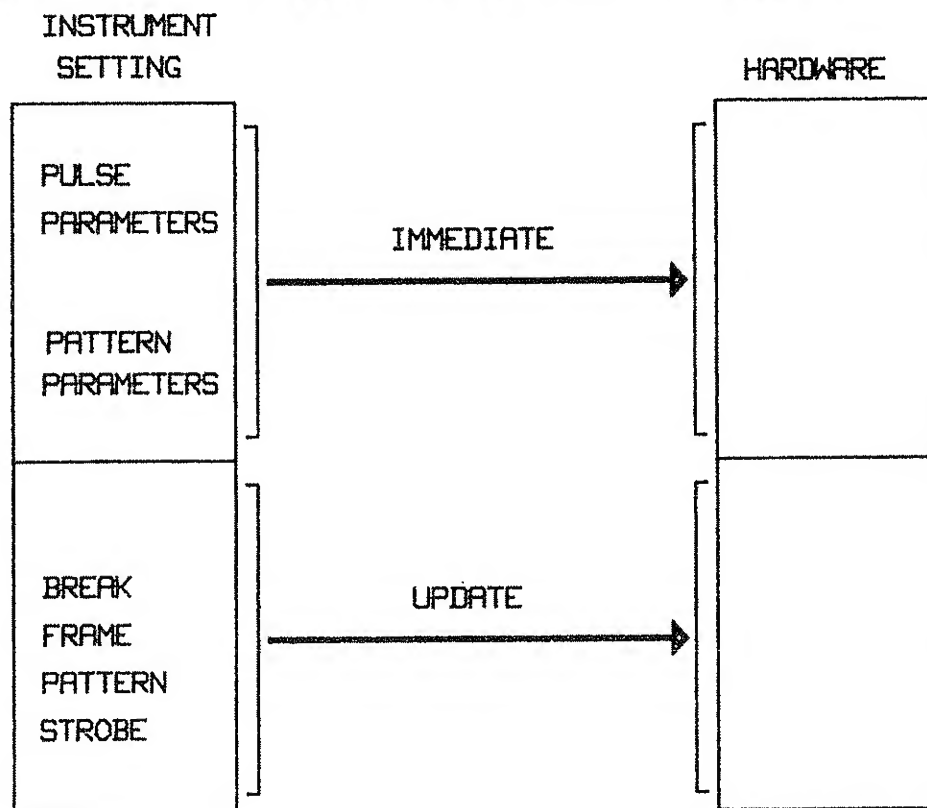 INSTRUMENT
SETTING
HARDWARE
PULSE
PARAMETERS
IMMEDIATE
PATTERN
PARAMETERS
BREAK
FRAME
PATTERN
STROBE
UPDATE